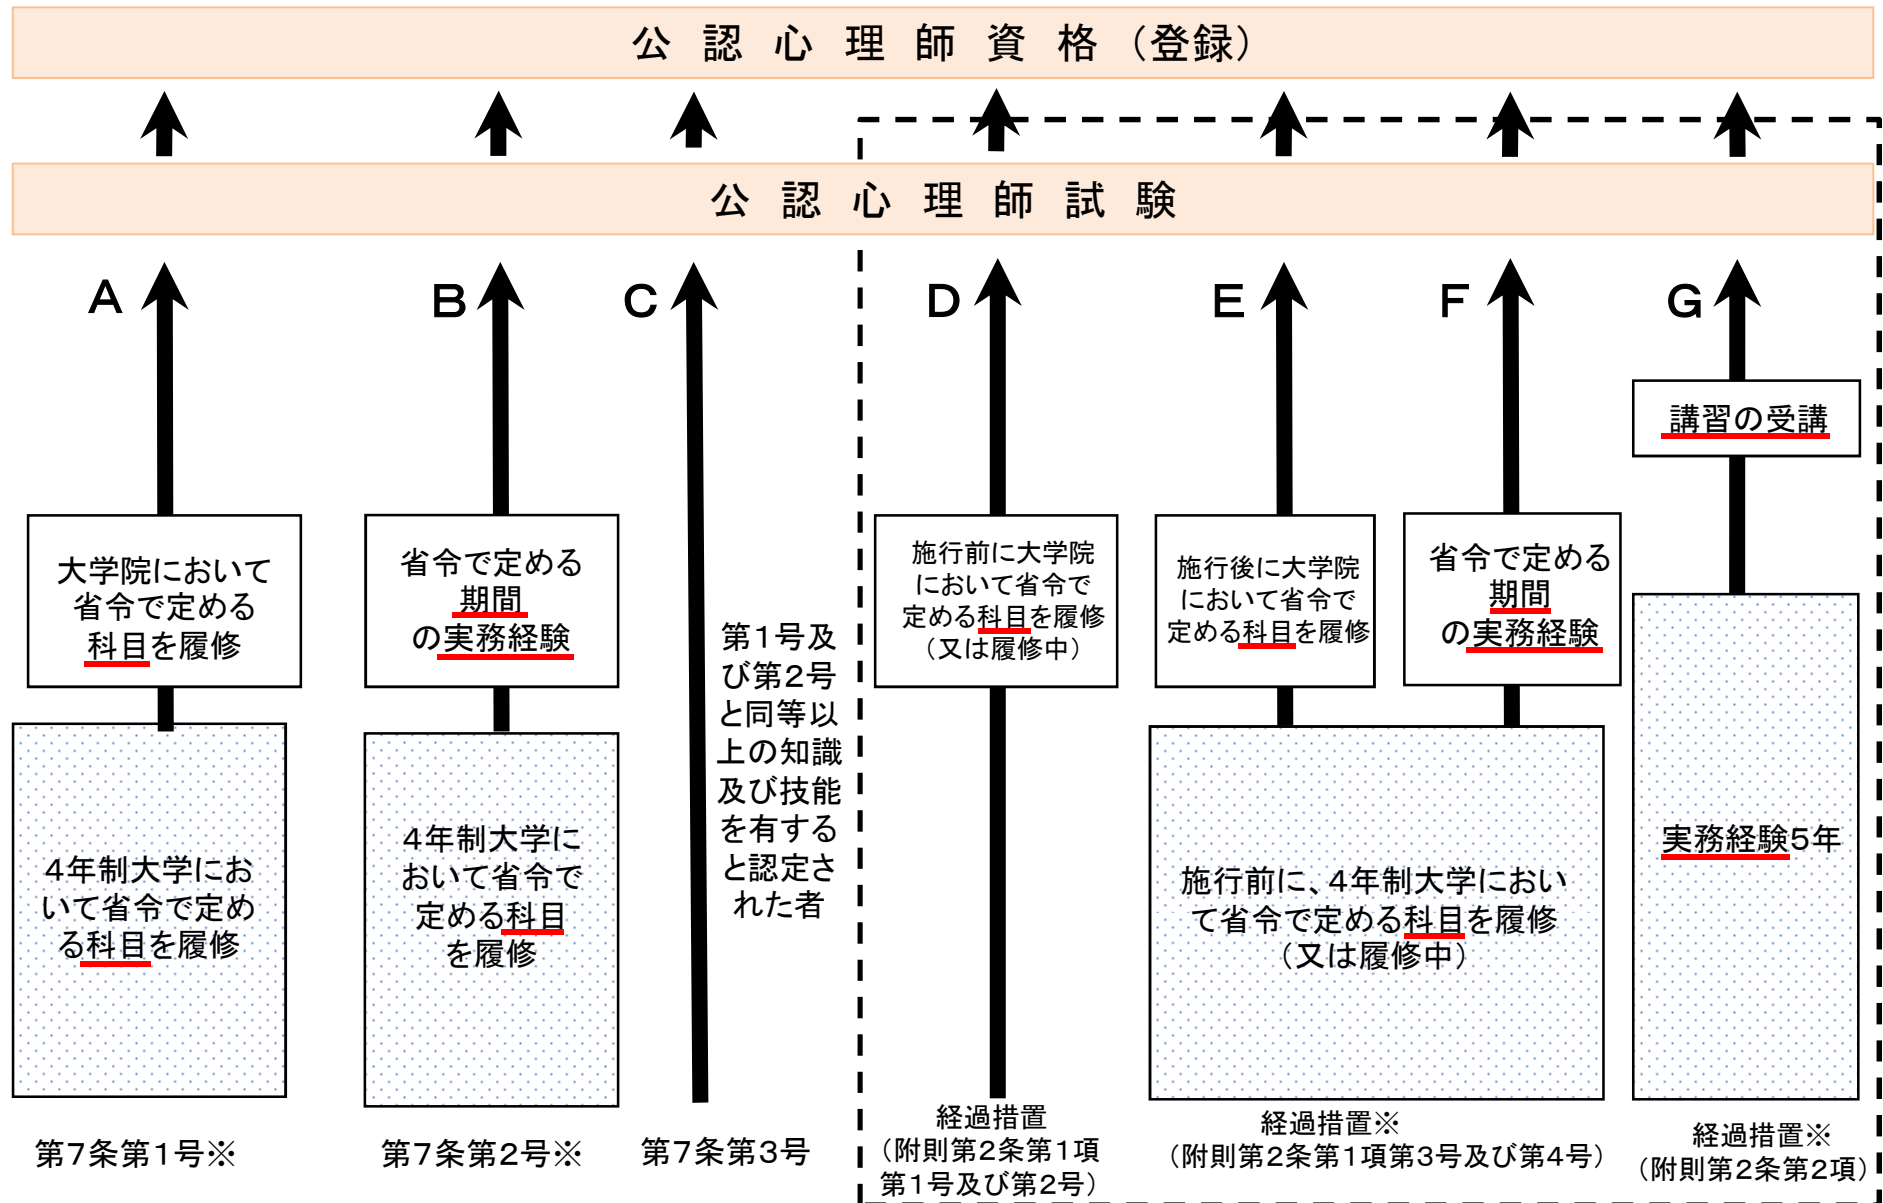 公認心理師資格（登録）
公認心理師試験
A
B
C
D
E
F
G
講習の受講
大学院において
省令で定める
科目を履修
省令で定める
期間
の実務経験
第１号及
び第２号
と同等以
上の知識
及び技能
を有する
と認定さ
れた者
施行前に大学院
において省令で
定める科目を履修
（又は履修中）
施行後に大学院
において省令で
定める科目を履修
省令で定める
期間
の実務経験
４年制大学にお
いて省令で定め
る科目を履修
４年制大学に
おいて省令で
定める科目
を履修
施行前に、４年制大学におい
て省令で定める科目を履修
（又は履修中）
実務経験５年
第７条第１号※
第７条第２号※
第７条第３号
経過措置
（附則第２条第１項
第１号及び第２号）
経過措置※
（附則第２条第１項第３号及び第４号）
経過措置※
（附則第２条第２項）